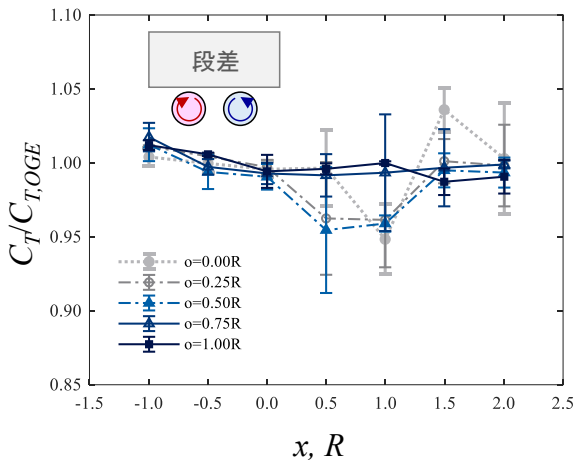 1.10
1.05
1.00
0.95
0.90
0.85
C_T/C_{T,OGE}
段差
o=0.00R
o=0.25R
o=0.50R
o=0.75R
o=1.00R
-1.5 -1.0 -0.5 0.0 0.5 1.0 1.5 2.0 2.5
x, R